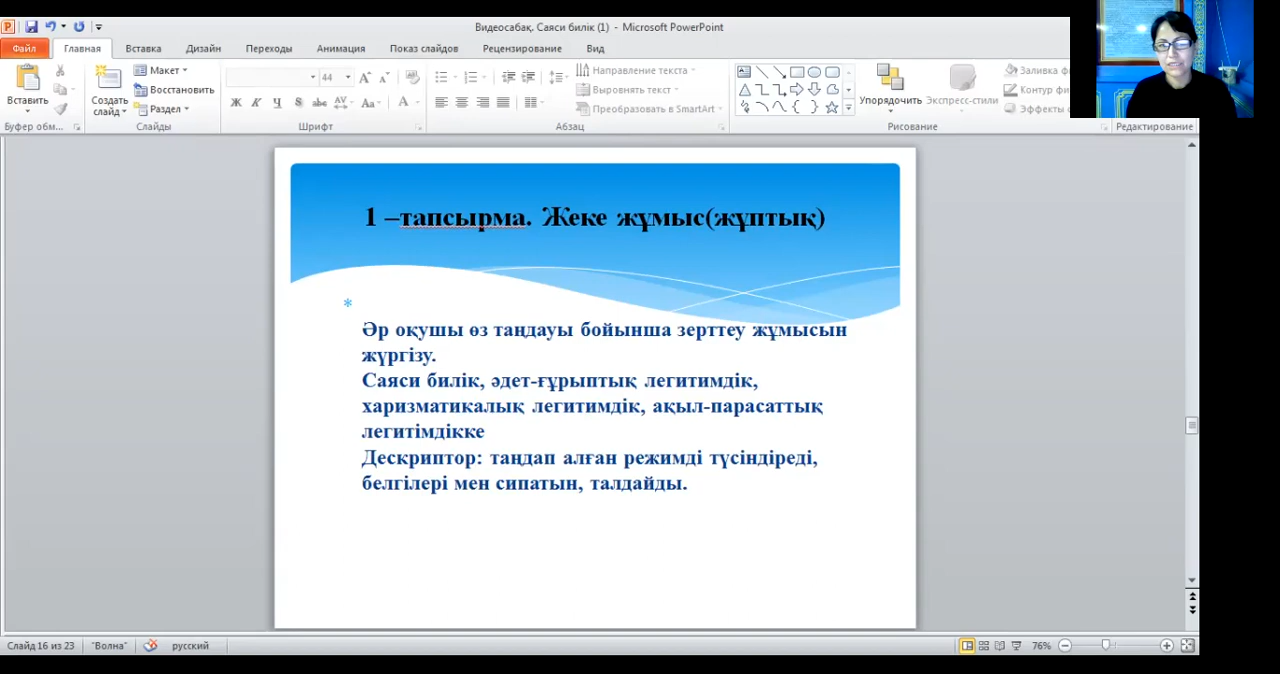 Видеосабақ. Саяси билік (1) - Microsoft PowerPoint
Файл Главная Вставка Дизайн Переходы Анимация Показ слайдов Рецензирование Вид
Вставить
Буфер обм...
Создать слайд
Макет
Восстановить
Раздел
Слайды
44
Ж К Ч S abc AV Aa A
Шрифт
Направление текста
Выровнять текст
Преобразовать в SmartArt
Абзац
Упорядочить
Экспресс-стили
Заливка ф
Контур фи
Эффекты
Рисование
Редактирование
1 –тапсырма. Жеке жұмыс(жұптық)
* 
Әр оқушы өз таңдауы бойынша зерттеу жұмысын
жүргізу.
Саяси билік, әдет-ғұрыптық легитимдік,
харизматикалық легитимдік, ақыл-парасаттық
легитімдікке
Дескриптор: таңдап алған режимді түсіндіреді,
белгілері мен сипатын, талдайды.
Слайд 16 из 23 "Волна" русский 76%